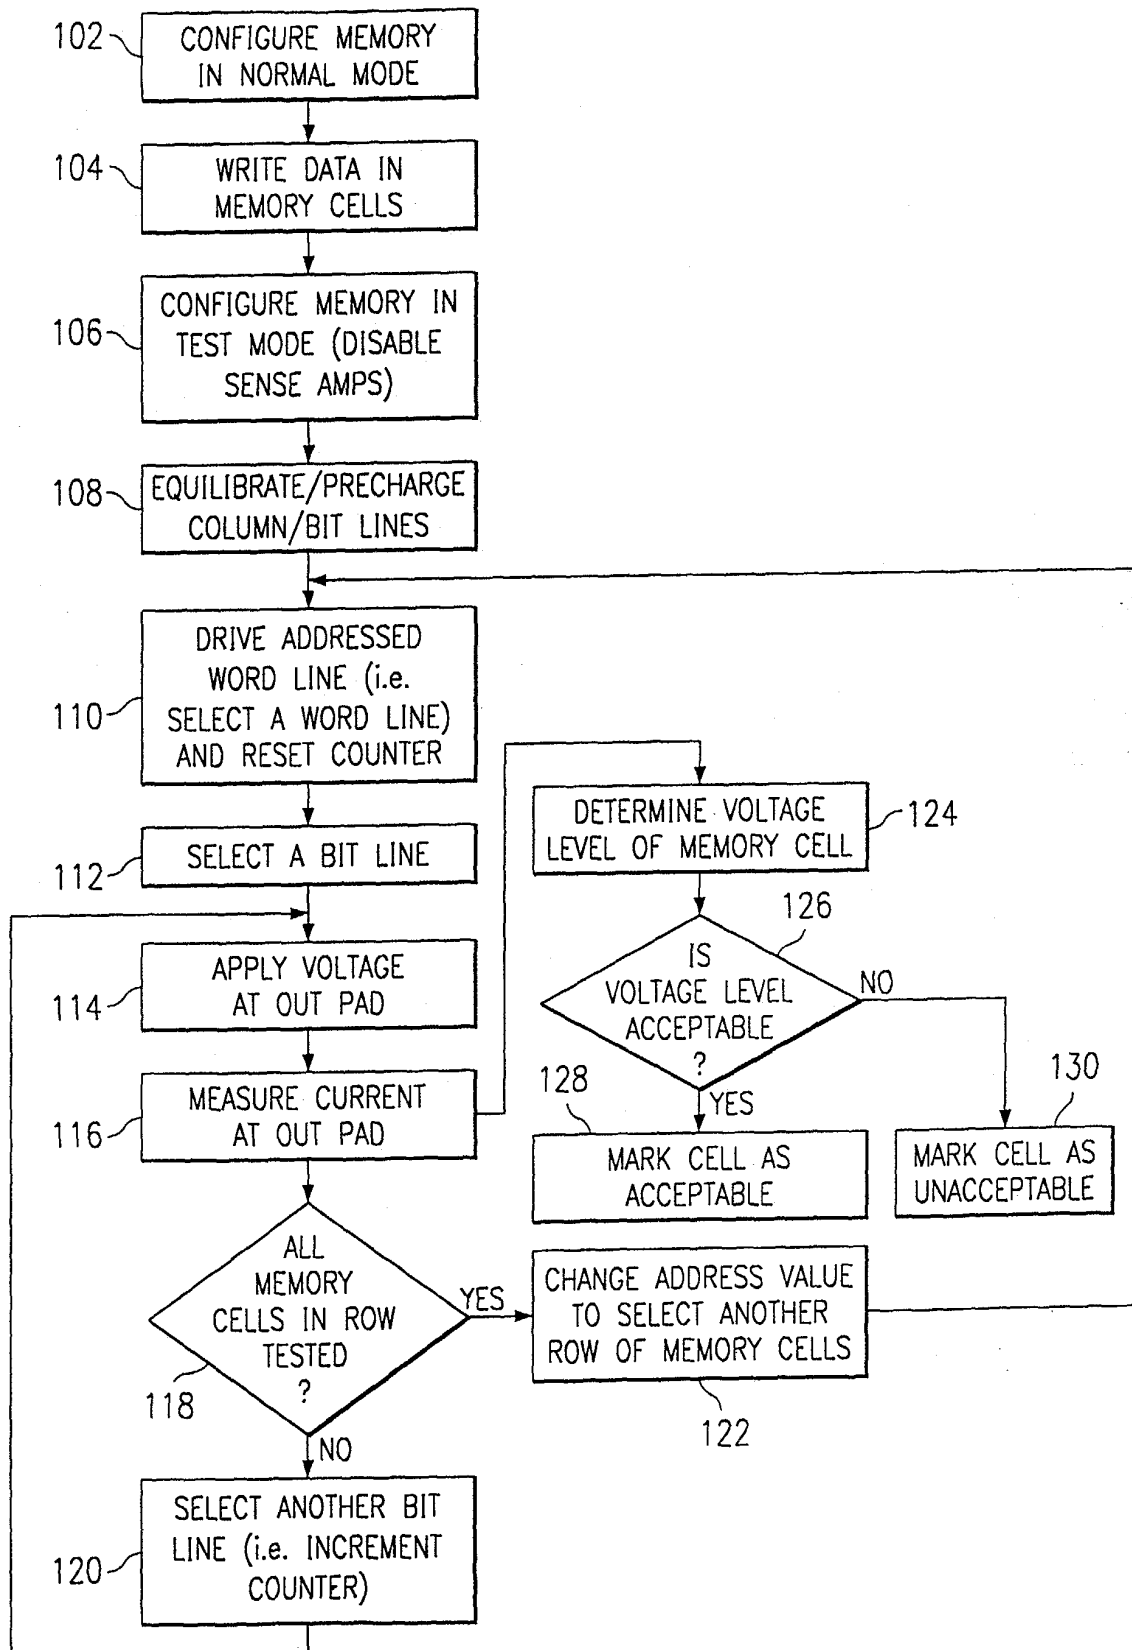 102
CONFIGURE MEMORY
IN NORMAL MODE
104
WRITE DATA IN
MEMORY CELLS
106
CONFIGURE MEMORY IN
TEST MODE (DISABLE
SENSE AMPS)
108
EQUILIBRATE/PRECHARGE
COLUMN/BIT LINES
110
DRIVE ADDRESSED
WORD LINE (i.e.
SELECT A WORD LINE)
AND RESET COUNTER
112
SELECT A BIT LINE
114
APPLY VOLTAGE
AT OUT PAD
116
MEASURE CURRENT
AT OUT PAD
DETERMINE VOLTAGE
LEVEL OF MEMORY CELL
124
126
IS
VOLTAGE LEVEL
ACCEPTABLE
?
NO
YES
128
MARK CELL AS
ACCEPTABLE
130
MARK CELL AS
UNACCEPTABLE
ALL
MEMORY
CELLS IN ROW
TESTED
?
118
YES
NO
CHANGE ADDRESS VALUE
TO SELECT ANOTHER
ROW OF MEMORY CELLS
122
120
SELECT ANOTHER BIT
LINE (i.e. INCREMENT
COUNTER)